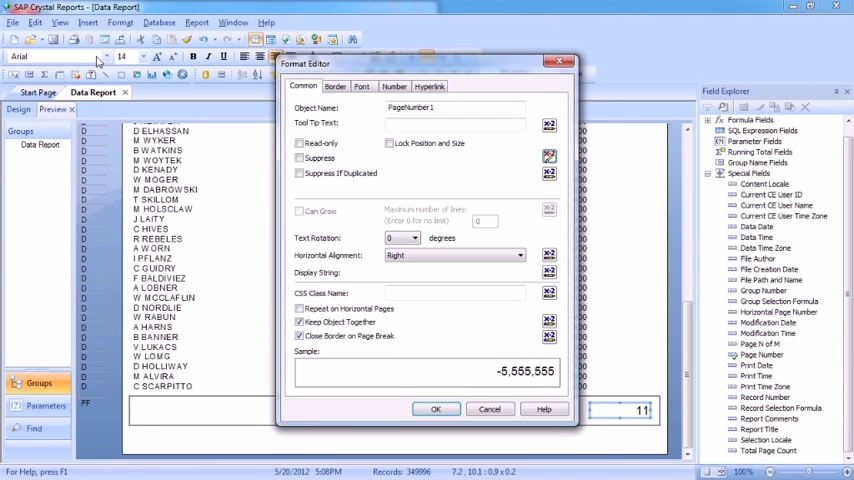 SAP Crystal Reports - [Data Report]
File Edit View Insert Format Database Report Window Help
Arial 14 B I U
Start Page Data Report ×
Design Preview ×
Groups
Data Report
D ELHASSAN
D M WYKER
D B WATKINS
D M WOYTEK
D D KENADY
D W MOGER
D M DABROWSKI
D T SKILLOM
D M HOLSCLAW
D J LAITY
D C HIVES
D R REBELES
D A WORN
D I PFLANZ
D C GUIDRY
D F BALDIVIEZ
D A LOBNER
D W MCCLAFLIN
D D NORDLIE
D W RABUN
D A HARNS
D B BANNER
D V LUKACS
D W LOMG
D D HOLLIWAY
D M ALVIRA
D C SCARPITTO
PF
11
Groups
Parameters
Find
Format Editor
Common Border Font Number Hyperlink
Object Name: PageNumber1
Tool Tip Text: x-2
Read-only Lock Position and Size
Suppress
Suppress If Duplicated x-2
Can Grow Maximum number of lines: x-2
(Enter 0 for no limit) 0
Text Rotation: 0 degrees
Horizontal Alignment: Right x-2
Display String: x-2
CSS Class Name: x-2
Repeat on Horizontal Pages
Keep Object Together x-2
Close Border on Page Break x-2
Sample:
-5,555,555
OK Cancel Help
Field Explorer
Formula Fields
SQL Expression Fields
Parameter Fields
Running Total Fields
Group Name Fields
Special Fields
Content Locale
Current CE User ID
Current CE User Name
Current CE User Time Zone
Data Date
Data Time
Data Time Zone
File Author
File Creation Date
File Path and Name
Group Number
Group Selection Formula
Horizontal Page Number
Modification Date
Modification Time
Page N of M
Page Number
Print Date
Print Time
Print Time Zone
Record Number
Record Selection Formula
Report Comments
Report Title
Selection Locale
Total Page Count
For Help, press F1 5/20/2012 5:08PM Records: 349996 7.2 , 10.1 : 0.9 x 0.2 100%